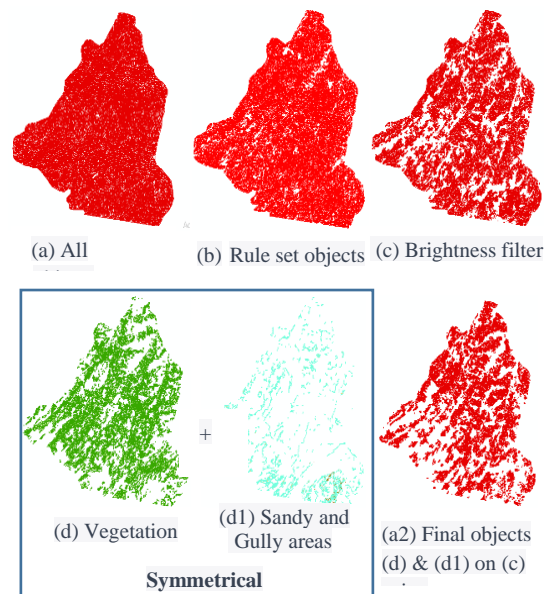 (a) All
(b) Rule set objects
(c) Brightness filter
+
(d) Vegetation
(d1) Sandy and
Gully areas
(a2) Final objects
(d) & (d1) on (c)
Symmetrical